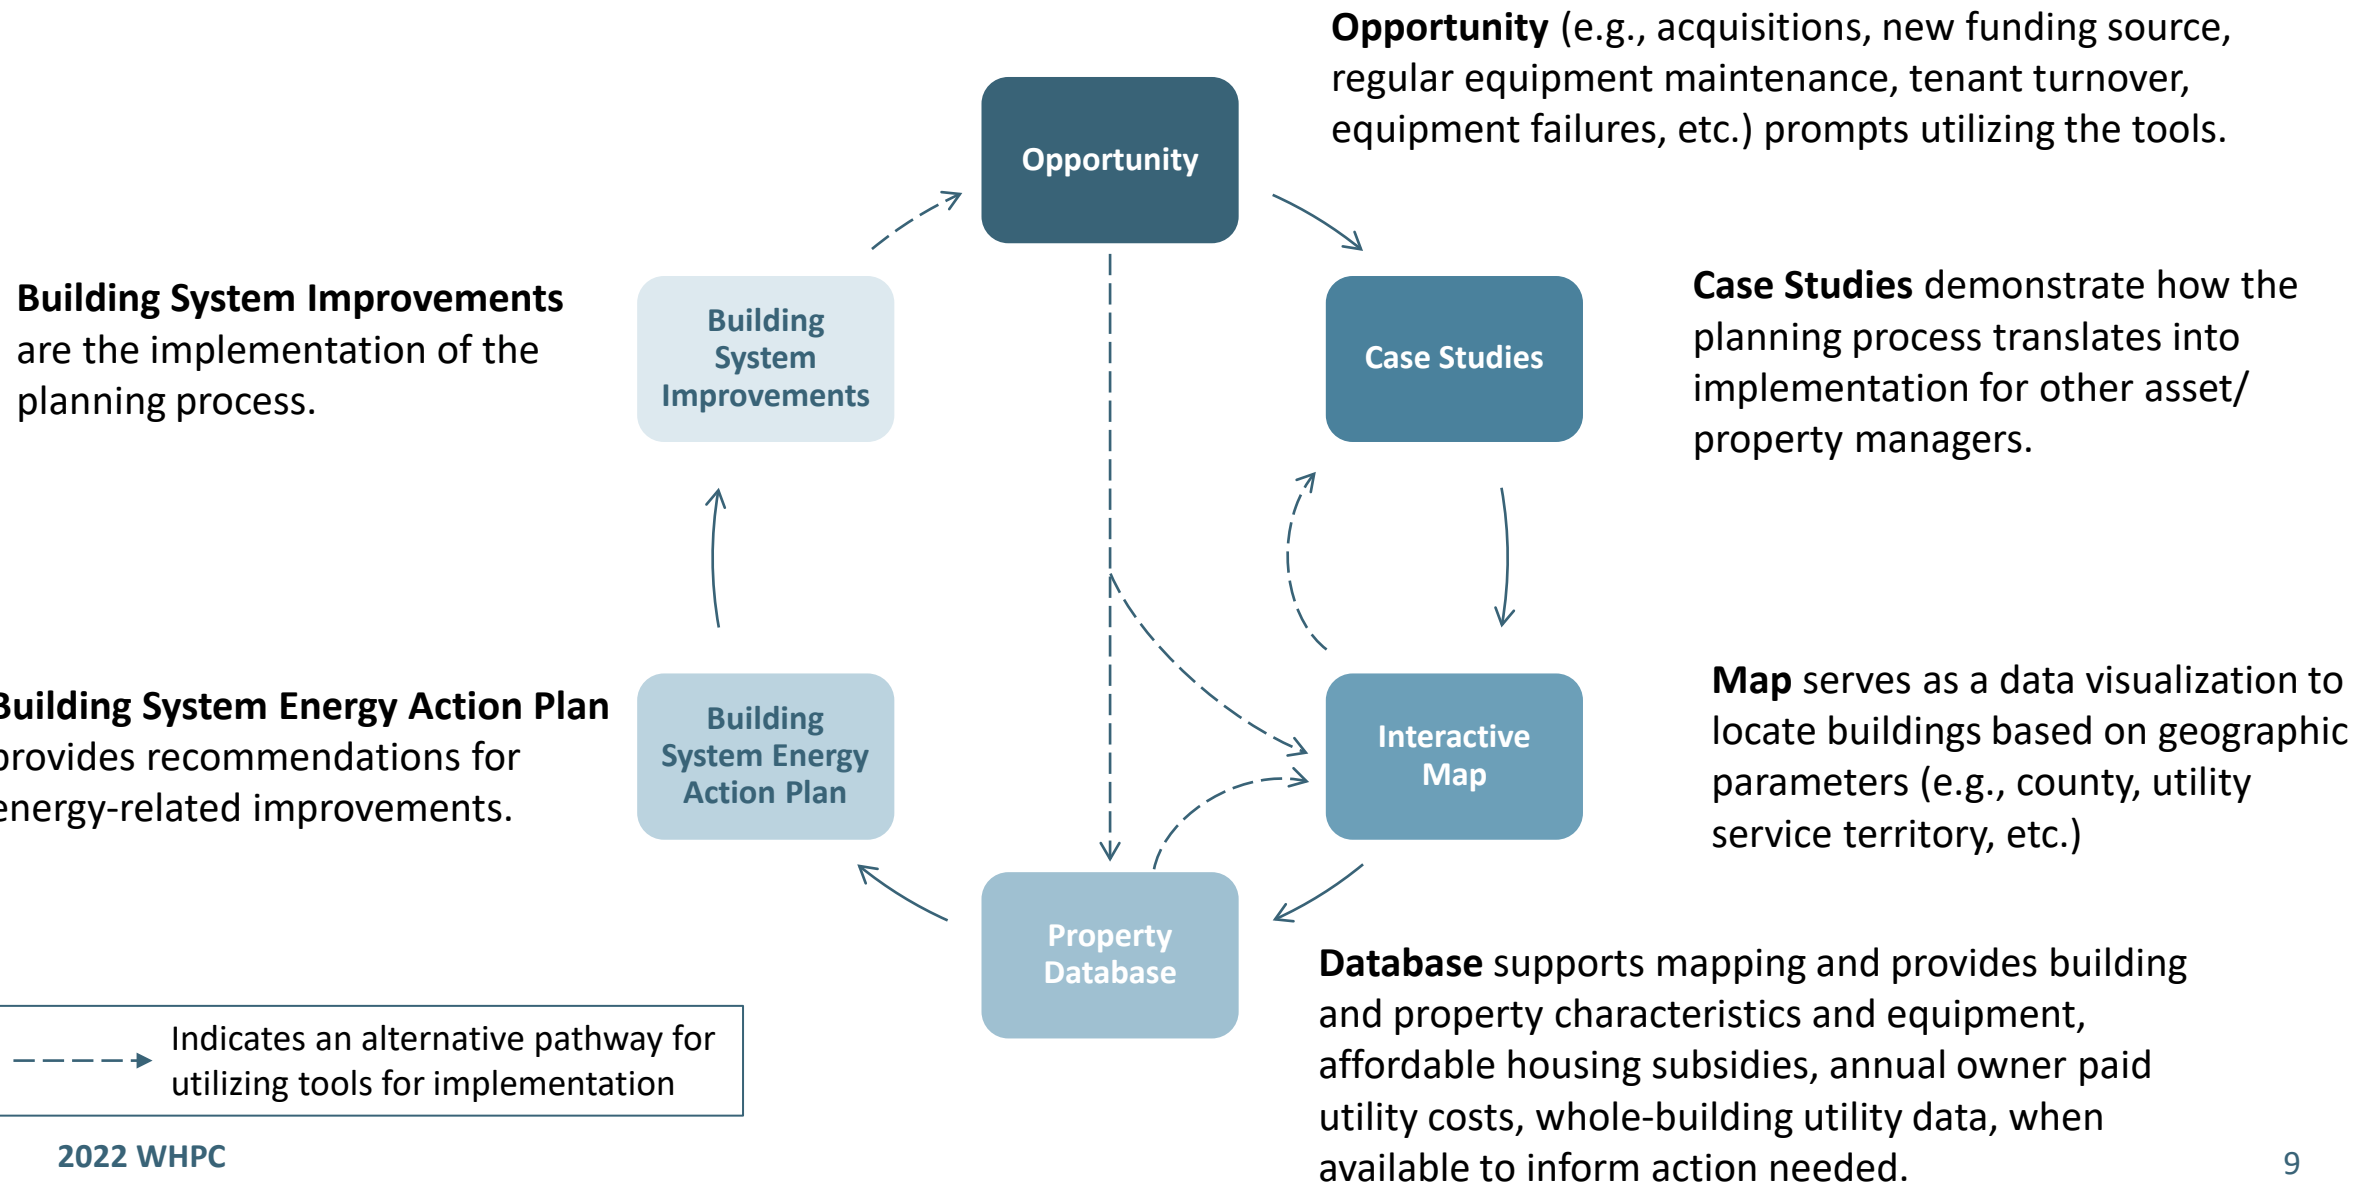 Opportunity (e.g., acquisitions, new funding source,
regular equipment maintenance, tenant turnover,
equipment failures, etc.) prompts utilizing the tools.
Opportunity
Building System Improvements
are the implementation of the
planning process.
Building
System
Improvements
Case Studies
Case Studies demonstrate how the
planning process translates into
implementation for other asset/
property managers.
Building System Energy Action Plan
provides recommendations for
energy-related improvements.
Building
System Energy
Action Plan
Interactive
Map
Map serves as a data visualization to
locate buildings based on geographic
parameters (e.g., county, utility
service territory, etc.)
Property
Database
Database supports mapping and provides building
and property characteristics and equipment,
affordable housing subsidies, annual owner paid
utility costs, whole-building utility data, when
available to inform action needed.
Indicates an alternative pathway for
utilizing tools for implementation
2022 WHPC
9